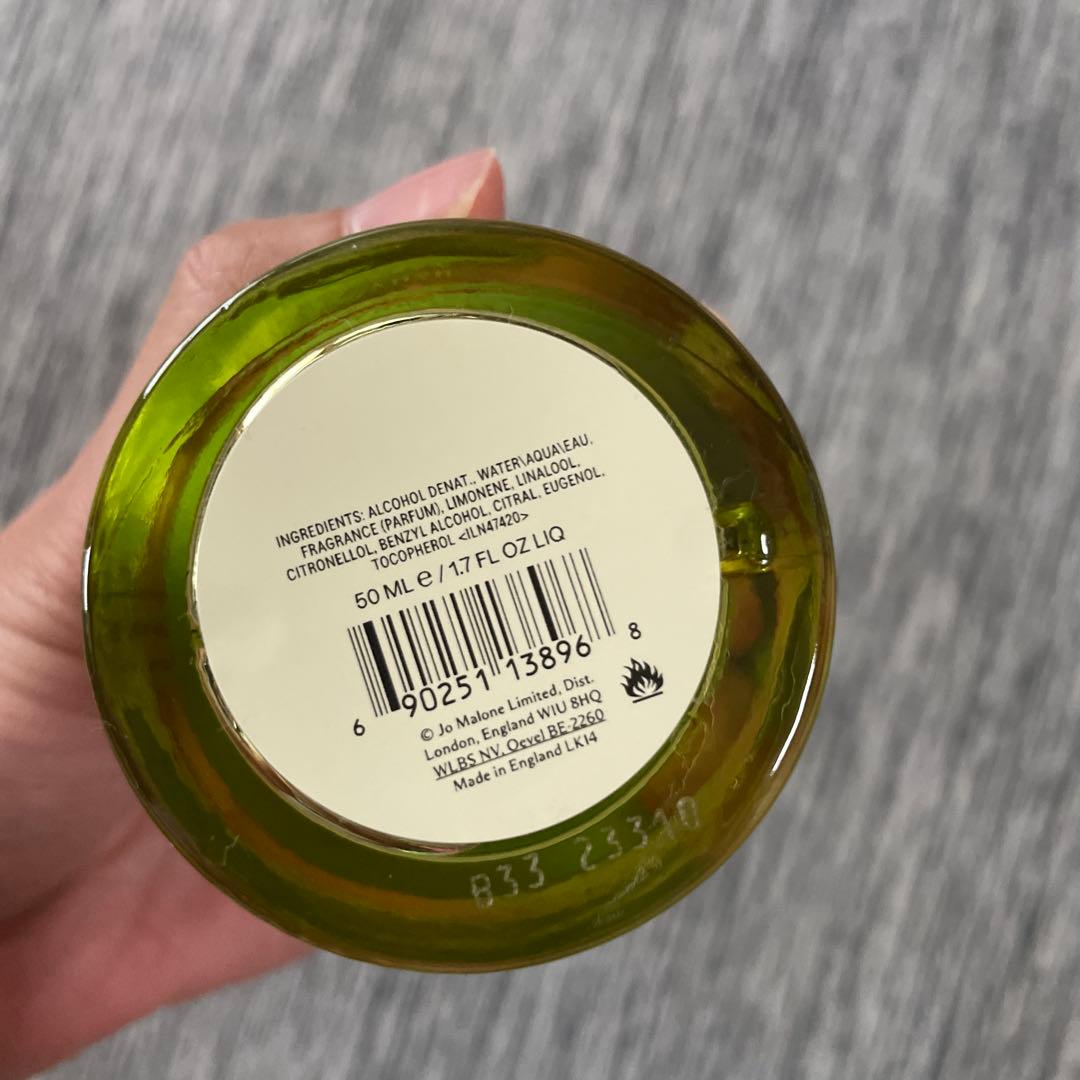 INGREDIENTS: ALCOHOL DENAT., WATER\AQUA\EAU,
FRAGRANCE (PARFUM), LIMONENE, LINALOOL,
CITRONELLOL, BENZYL ALCOHOL, CITRAL, EUGENOL,
TOCOPHEROL <ILN47420>
50 ML e / 1.7 FL OZ LIQ
6 90251 13896 8
© Jo Malone Limited, Dist.
London, England W1U 8HQ
WLBS NV, Oevel BE-2260
Made in England LK14
B33 23310